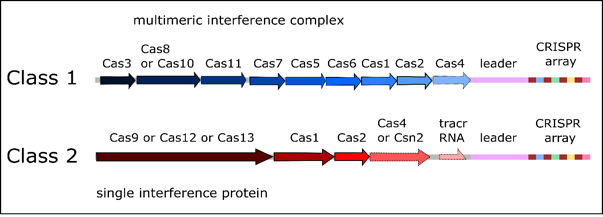 multimeric interference complex
Cas8 CRISPR
Cas3 or Cas10 Cas11 Cas7 Cas5 Cas6 Cas1 Cas2 Cas4 array
Class 1 leader
Cas4 tracr CRISPR
Cas9 or Cas12 or Cas13 Cas1 Cas2 or Csn2 RNA array
Class 2 leader
single interference protein